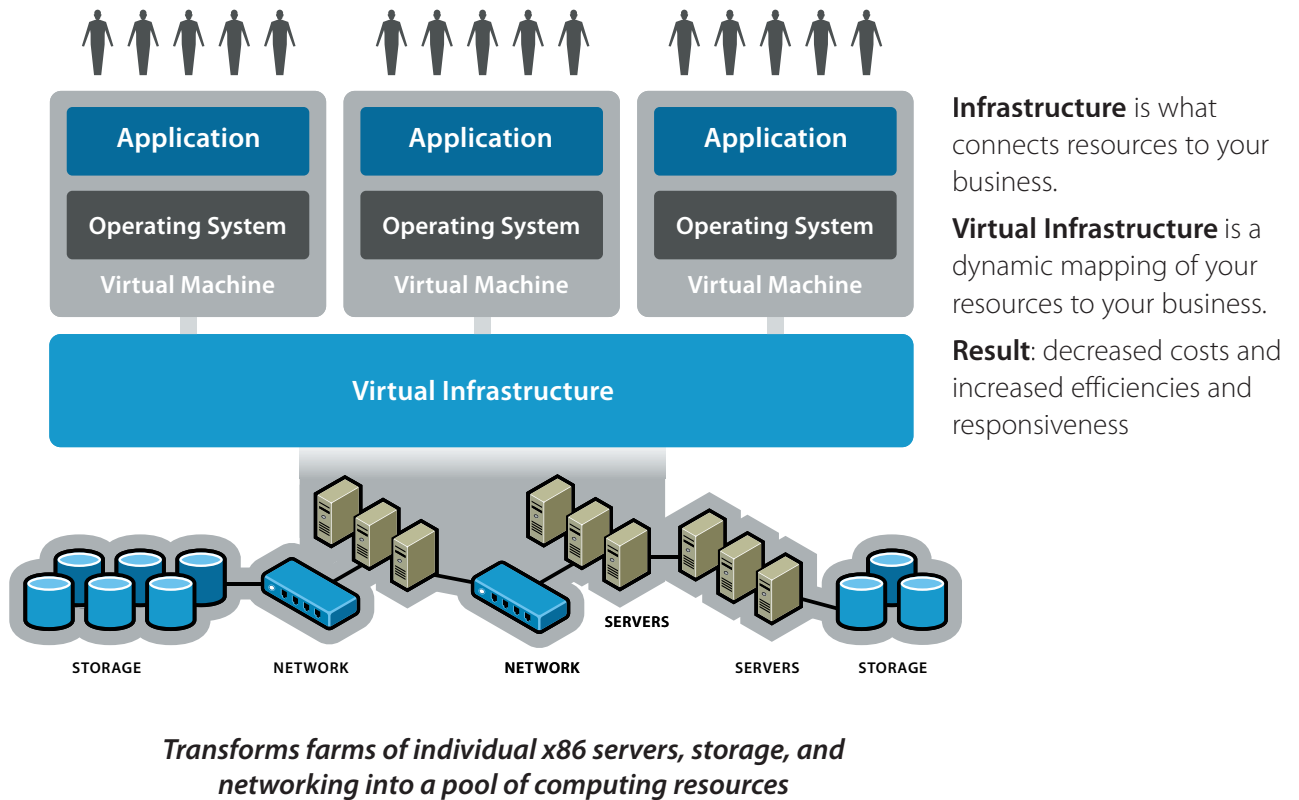 Application
Application
Application
Operating System
Operating System
Operating System
Virtual Machine
Virtual Machine
Virtual Machine
Virtual Infrastructure
Infrastructure is what
connects resources to your
business.
Virtual Infrastructure is a
dynamic mapping of your
resources to your business.
Result: decreased costs and
increased efficiencies and
responsiveness
SERVERS
STORAGE
NETWORK
NETWORK
SERVERS
STORAGE
Transforms farms of individual x86 servers, storage, and
networking into a pool of computing resources